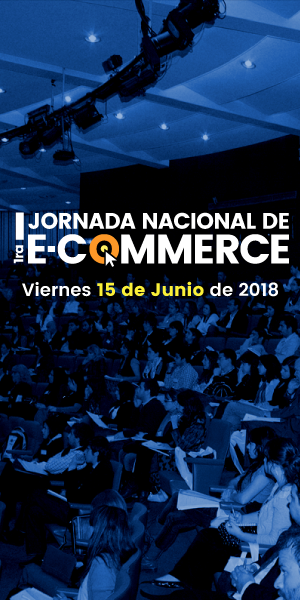 1ra
JORNADA NACIONAL DE
E-COMMERCE
Viernes 15 de Junio de 2018